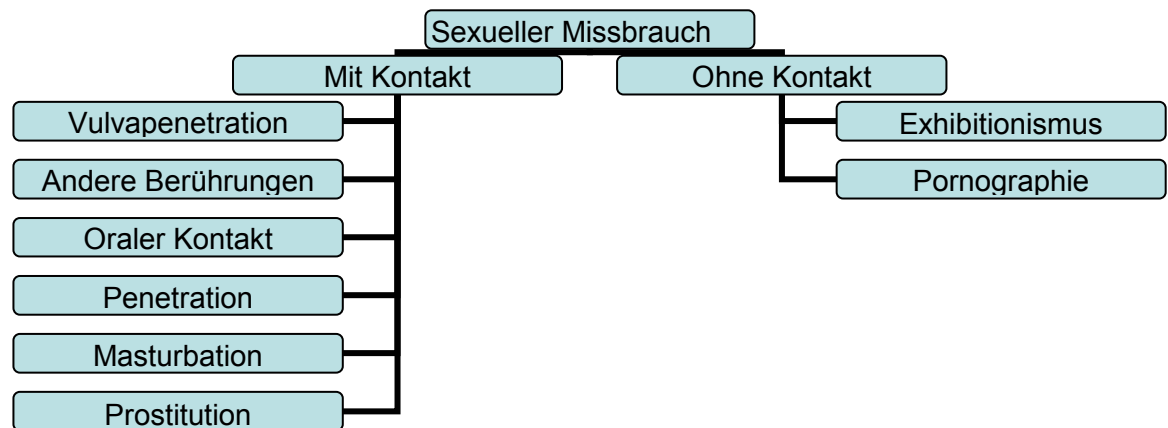 Sexueller Missbrauch
Mit Kontakt
Ohne Kontakt
Vulvapenetration
Exhibitionismus
Andere Berührungen
Pornographie
Oraler Kontakt
Penetration
Masturbation
Prostitution